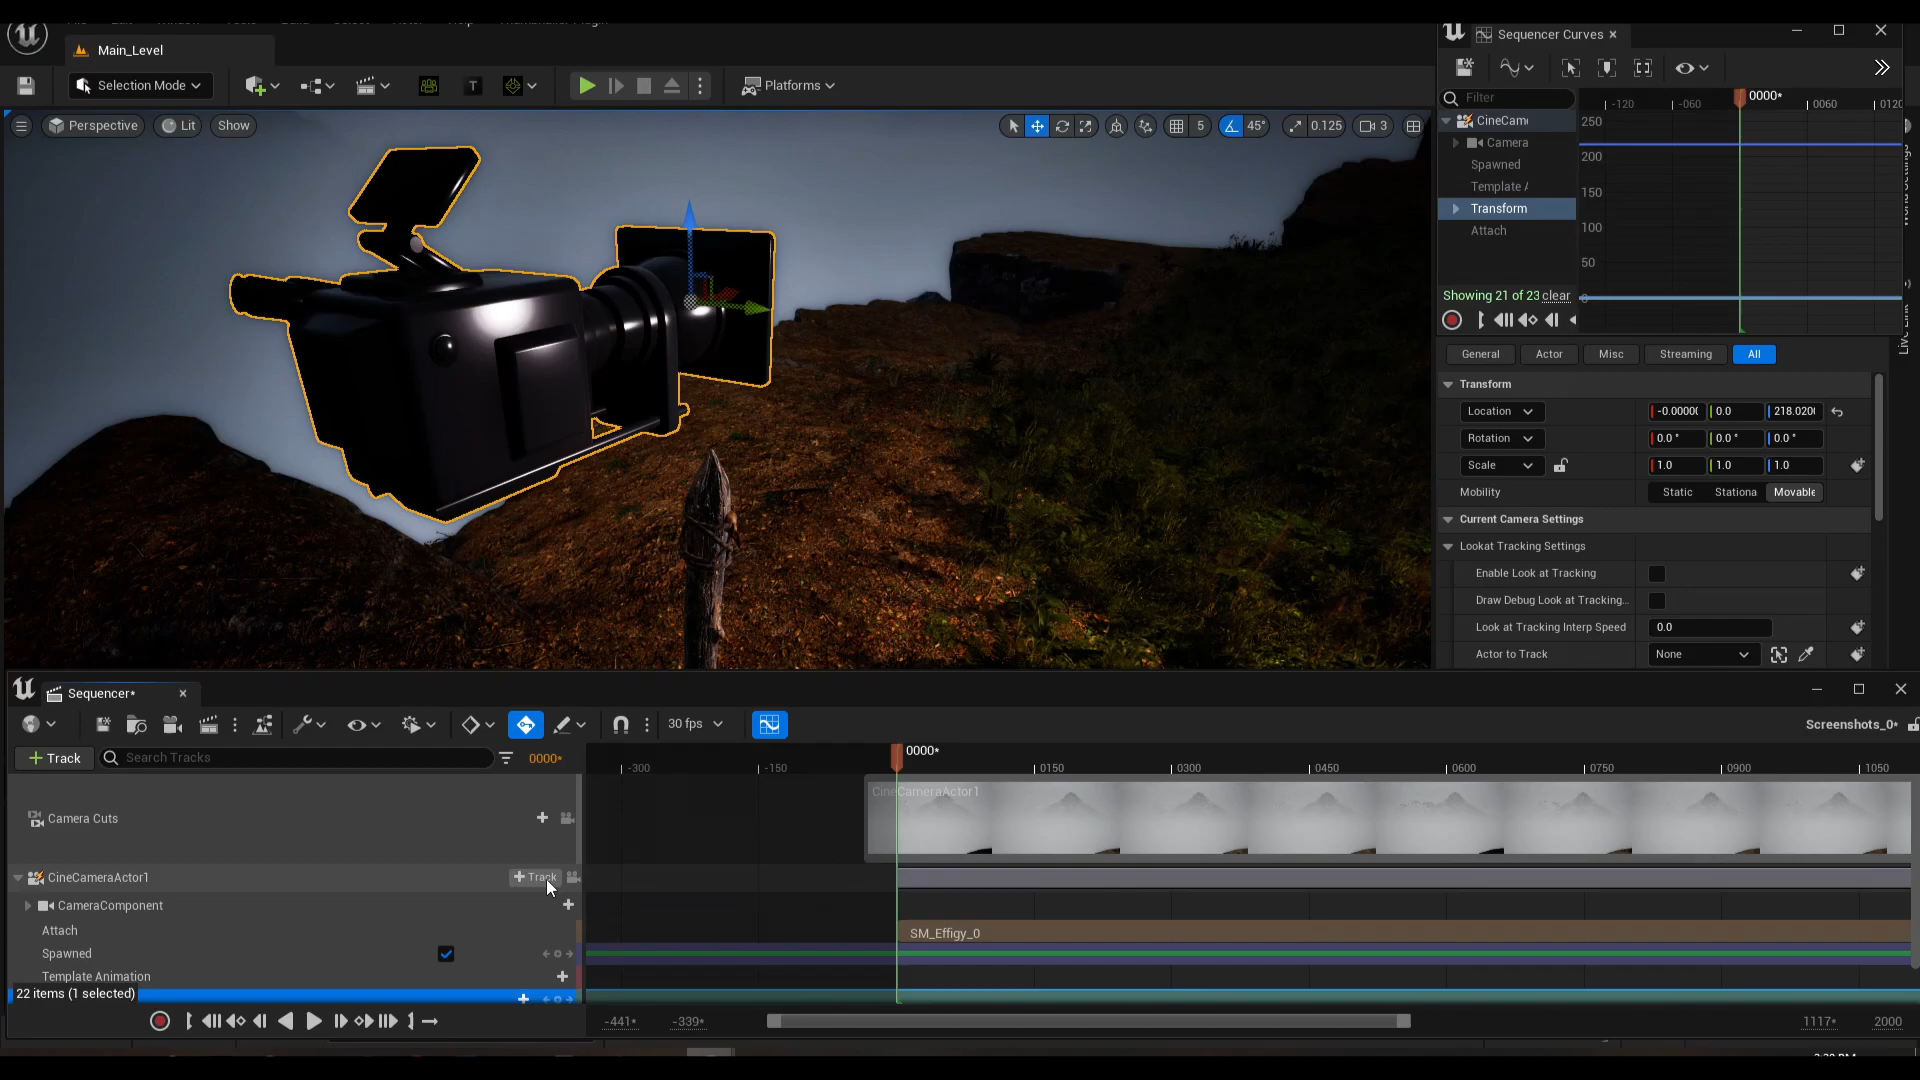 Main_Level
Sequencer Curves
Selection Mode
Platforms
Filter
-120
-060
0000*
0060
0120
Perspective
Lit
Show
5
45°
0.125
3
CineCam
Camera
Spawned
Template A
Transform
Attach
250
200
150
100
50
0
Showing 21 of 23 clear
General
Actor
Misc
Streaming
All
Transform
Location
-0.0000
0.0
218.020
Rotation
0.0 °
0.0 °
0.0 °
Scale
1.0
1.0
1.0
Mobility
Static
Stationa
Movable
Current Camera Settings
Lookat Tracking Settings
Enable Look at Tracking
Draw Debug Look at Tracking...
Look at Tracking Interp Speed
0.0
Actor to Track
None
Sequencer*
30 fps
Screenshots_0*
Track
Search Tracks
0000*
0000*
-300
-150
0150
0300
0450
0600
0750
0900
1050
Camera Cuts
CineCameraActor1
CineCameraActor1
Track
CameraComponent
Attach
SM_Effigy_0
Spawned
Template Animation
22 items (1 selected)
-441*
-339*
1117*
2000